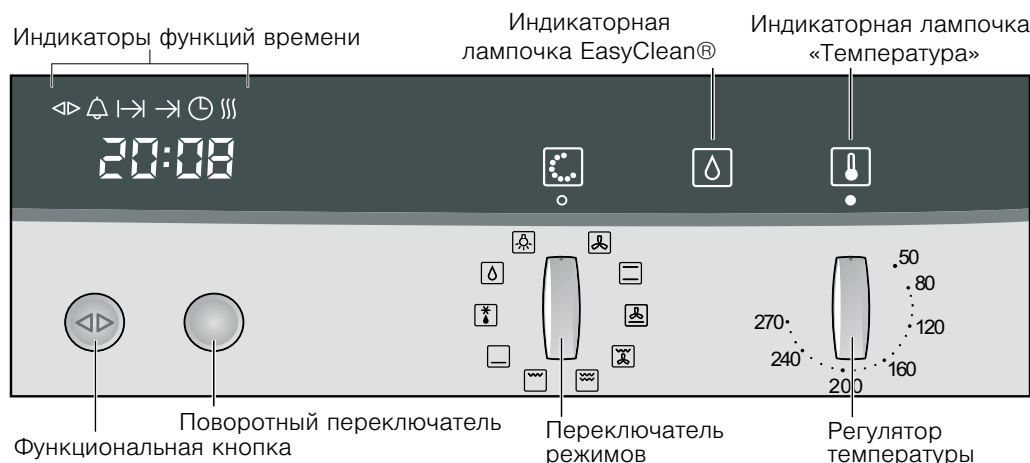 Индикаторы функций времени
Индикаторная
лампочка EasyClean®
Индикаторная лампочка
«Температура»
20:08
50
80
120
160
200
240
270
Функциональная кнопка
Поворотный переключатель
Переключатель
режимов
Регулятор
температуры